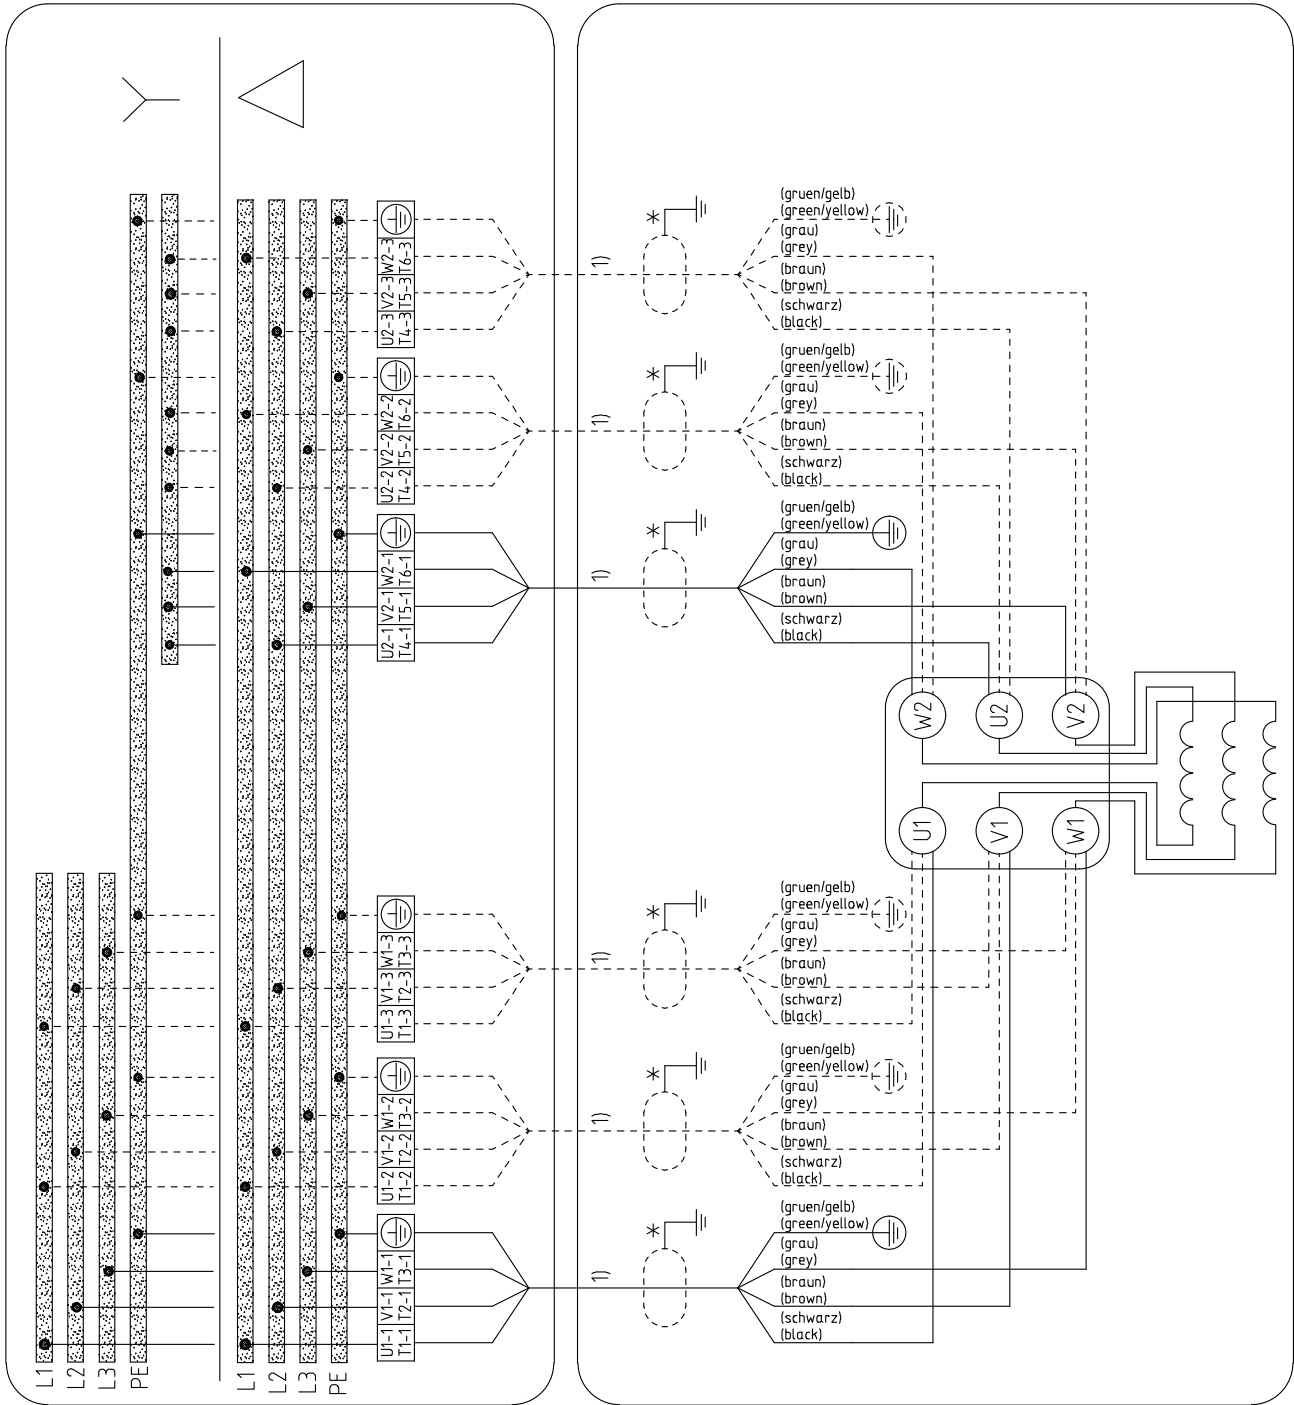 (gruen/gelb)
(green/yellow)
(grau)
(grey)
(braun)
(brown)
(schwarz)
(black)
1)
*
W2-3
T6-3
V2-3
T5-3
U2-3
T4-3
(gruen/gelb)
(green/yellow)
(grau)
(grey)
(braun)
(brown)
(schwarz)
(black)
1)
*
W2-2
T6-2
V2-2
T5-2
U2-2
T4-2
(gruen/gelb)
(green/yellow)
(grau)
(grey)
(braun)
(brown)
(schwarz)
(black)
1)
*
W2-1
T6-1
V2-1
T5-1
U2-1
T4-1
W2
U2
V2
U1
V1
W1
(gruen/gelb)
(green/yellow)
(grau)
(grey)
(braun)
(brown)
(schwarz)
(black)
1)
*
W1-3
T3-3
V1-3
T2-3
U1-3
T1-3
(gruen/gelb)
(green/yellow)
(grau)
(grey)
(braun)
(brown)
(schwarz)
(black)
1)
*
W1-2
T3-2
V1-2
T2-2
U1-2
T1-2
(gruen/gelb)
(green/yellow)
(grau)
(grey)
(braun)
(brown)
(schwarz)
(black)
1)
*
W1-1
T3-1
V1-1
T2-1
U1-1
T1-1
L1
L2
L3
PE
L1
L2
L3
PE